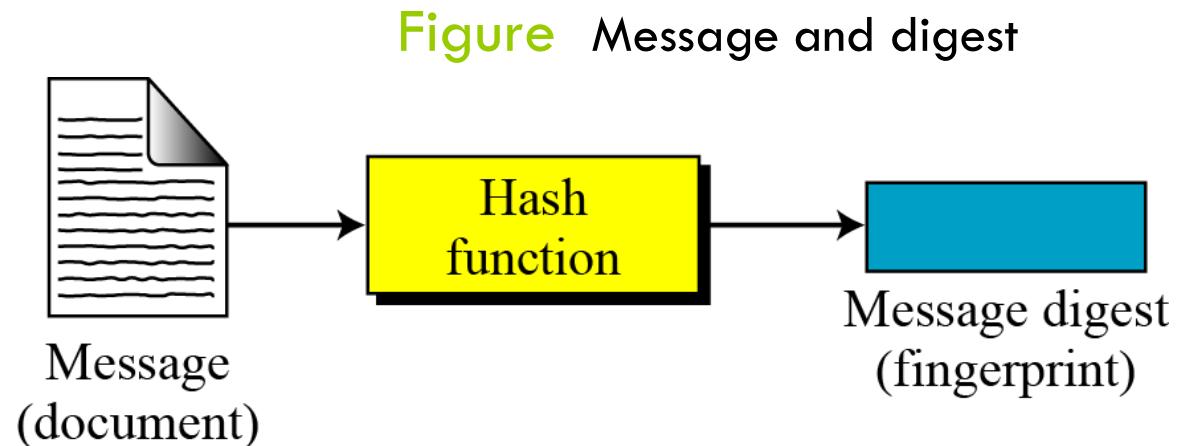 Figure Message and digest
Hash
function
Message
(document)
Message digest
(fingerprint)